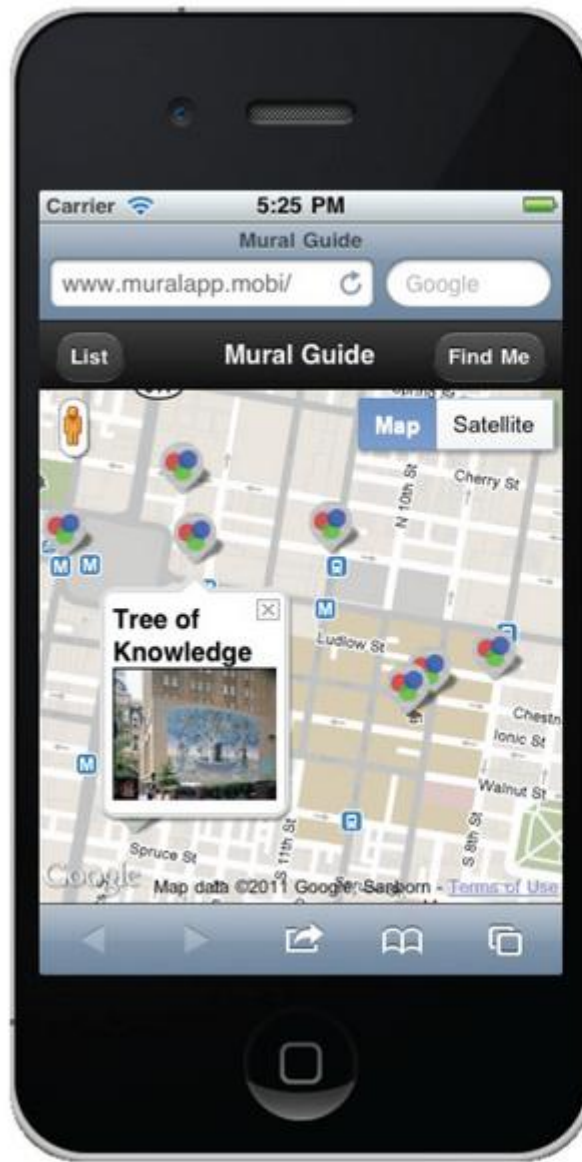 Carrier 5:25 PM
Mural Guide
www.muralapp.mobi/ Google
List Mural Guide Find Me
Map Satellite
Cherry St
N 10th St
M M
M
Tree of
Knowledge
Ludlow St
Ionic St
M
Walnut St
S 8th St
S 11th St
Spruce St
Google
Map data ©2011 Google, Sanborn - Terms of Use